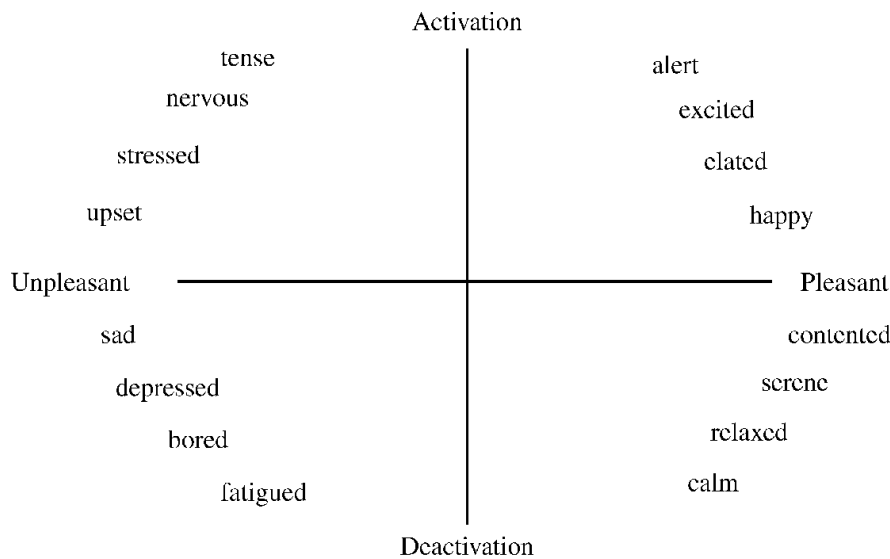 Activation
tense
alert
nervous
excited
stressed
elated
upset
happy
Unpleasant
Pleasant
sad
contented
depressed
serene
bored
relaxed
fatigued
calm
Deactivation